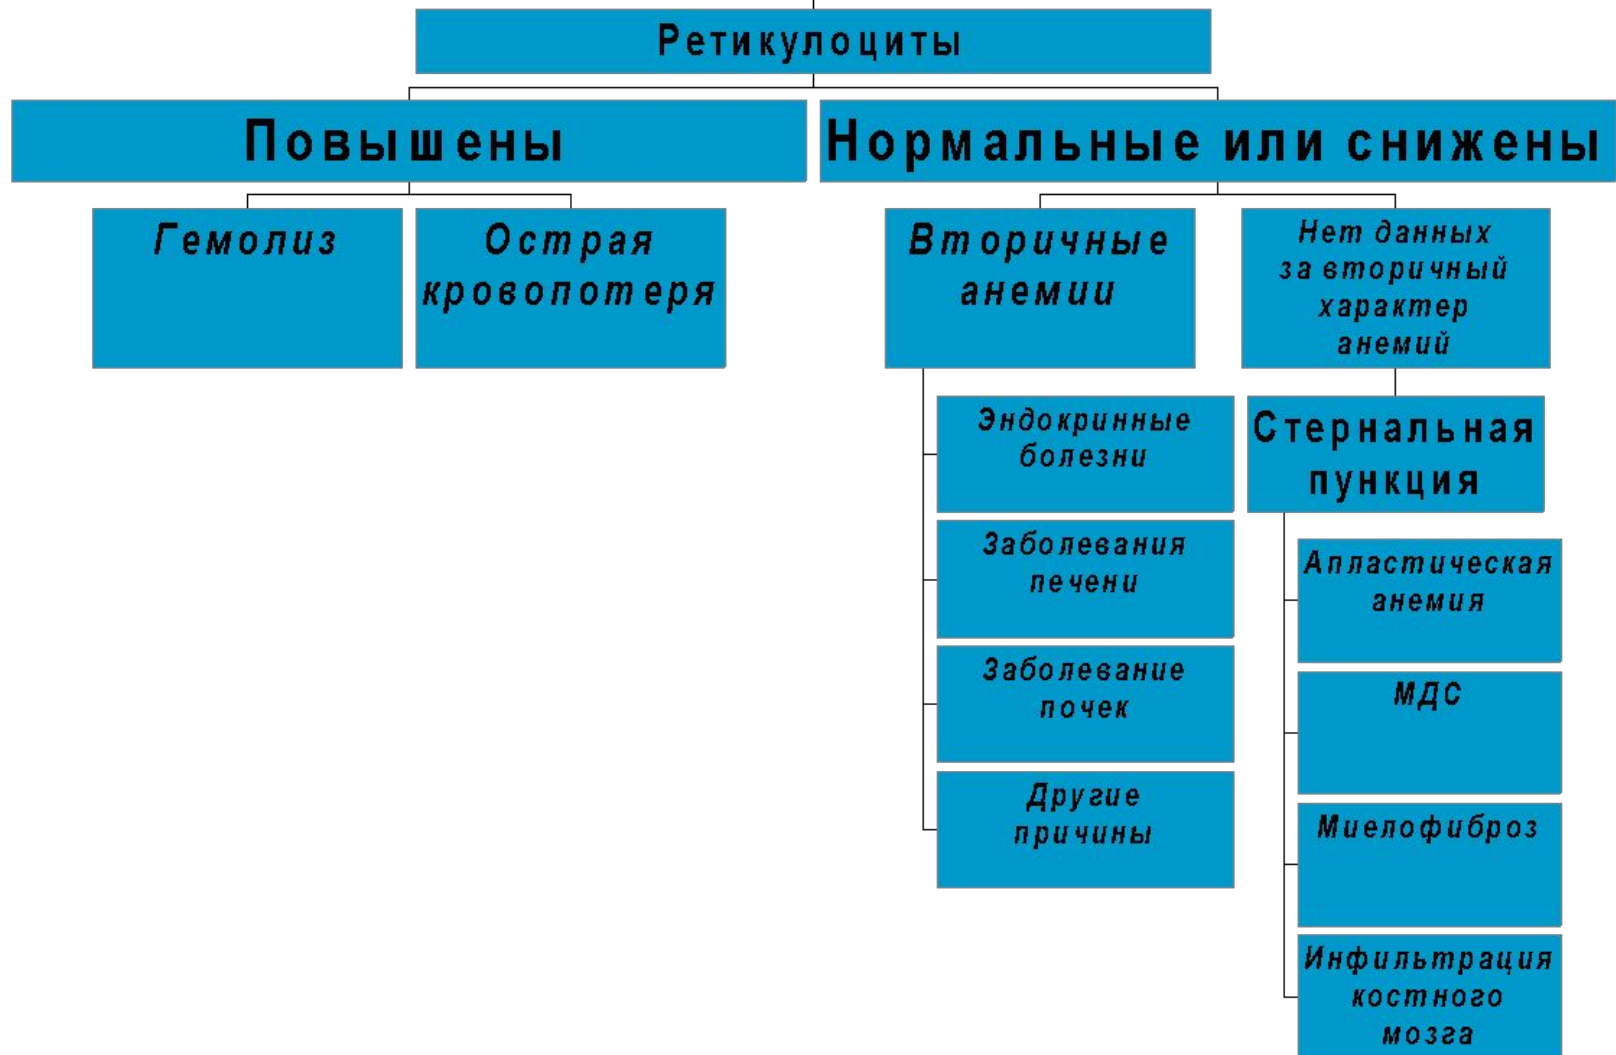 Ретикулоциты
Повышены
Нормальные или снижены
Гемолиз
Острая
кровопотеря
Вторичные
анемии
Нет данных
за вторичный
характер
анемий
Эндокринные
болезни
Заболевания
печени
Заболевание
почек
Другие
причины
Стернальная
пункция
Апластическая
анемия
МДС
Миелофиброз
Инфильтрация
костного
мозга